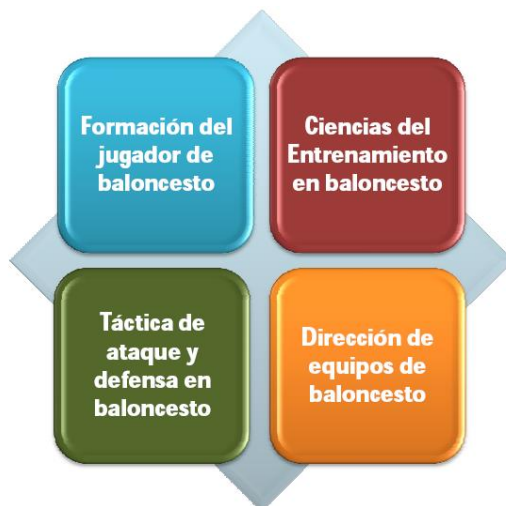 Formación del
jugador de
baloncesto
Ciencias del
Entrenamiento
en baloncesto
Táctica de
ataque y
defensa en
baloncesto
Dirección de
equipos de
baloncesto